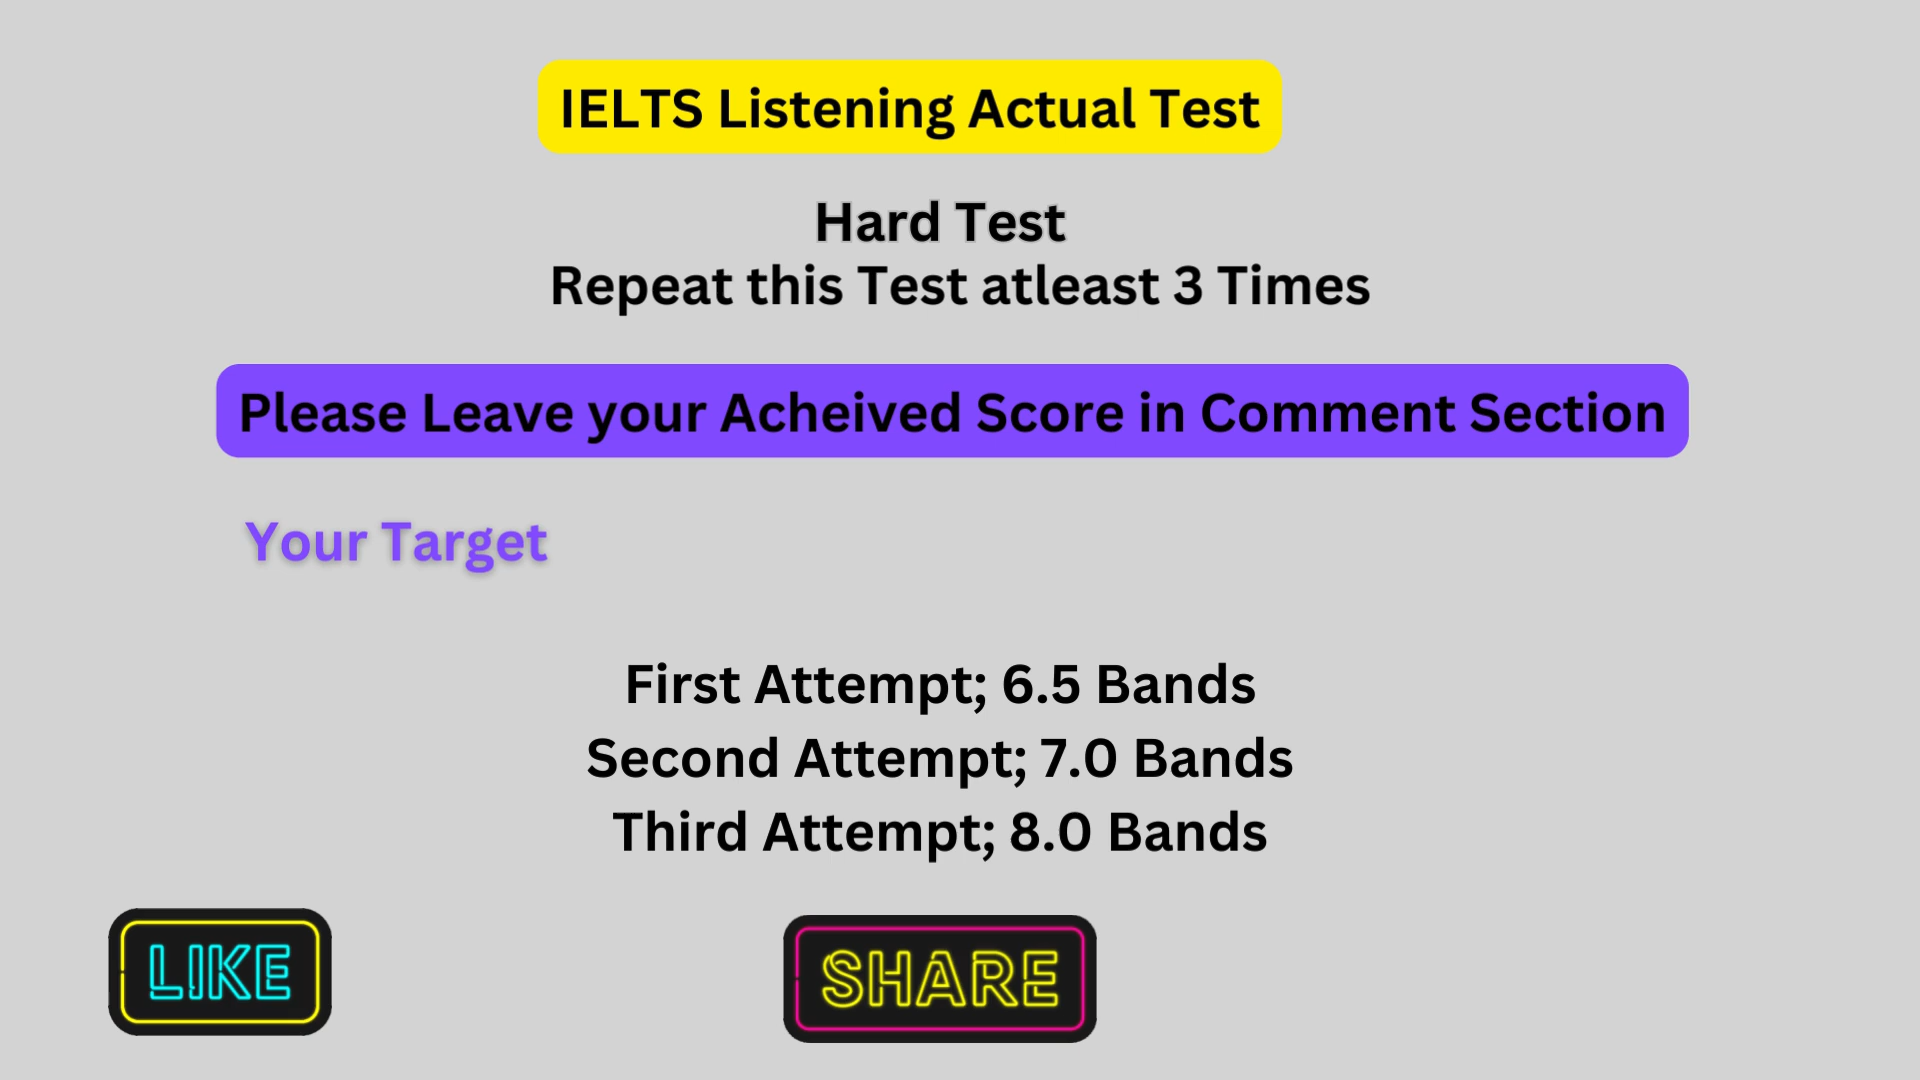 IELTS Listening Actual Test
Hard Test
Repeat this Test atleast 3 Times
Please Leave your Acheived Score in Comment Section
Your Target
First Attempt; 6.5 Bands
Second Attempt; 7.0 Bands
Third Attempt; 8.0 Bands
LIKE
SHARE